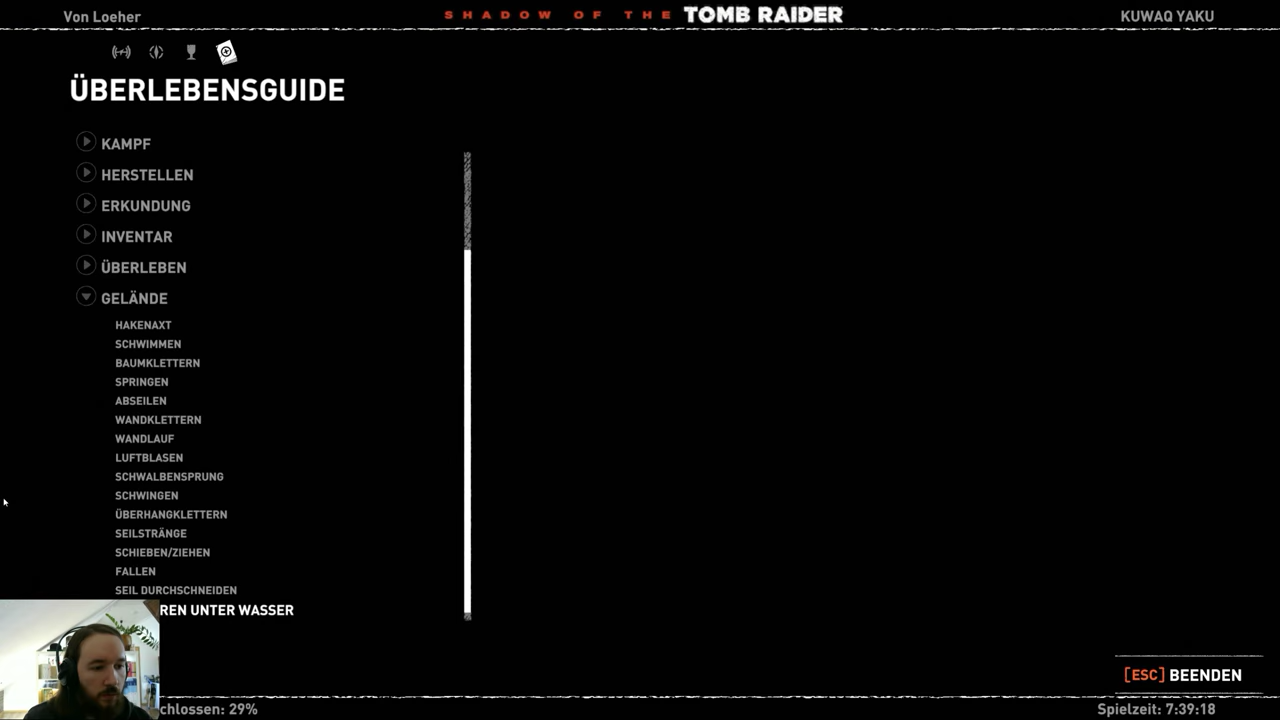 Von Loeher
SHADOW OF THE TOMB RAIDER
KUWAQ YAKU
ÜBERLEBENSGUIDE
KAMPF
HERSTELLEN
ERKUNDUNG
INVENTAR
ÜBERLEBEN
GELÄNDE
HAKENAXT
SCHWIMMEN
BAUMKLETTERN
SPRINGEN
ABSEILEN
WANDKLETTERN
WANDLAUF
LUFTBLASEN
SCHWALBENSPRUNG
SCHWINGEN
ÜBERHANGKLETTERN
SEILSTRÄNGE
SCHIEBEN/ZIEHEN
FALLEN
SEIL DURCHSCHNEIDEN
REN UNTER WASSER
[ESC] BEENDEN
chlossen: 29%
Spielzeit: 7:39:18